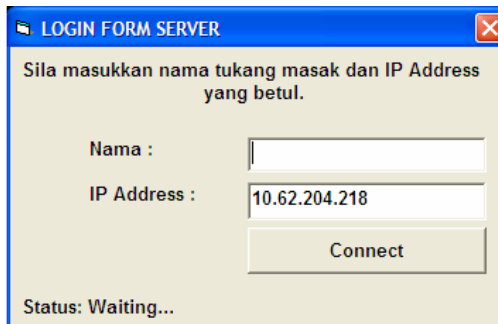 LOGIN FORM SERVER
Sila masukkan nama tukang masak dan IP Address
yang betul.
Nama :
IP Address : 10.62.204.218
Connect
Status: Waiting...